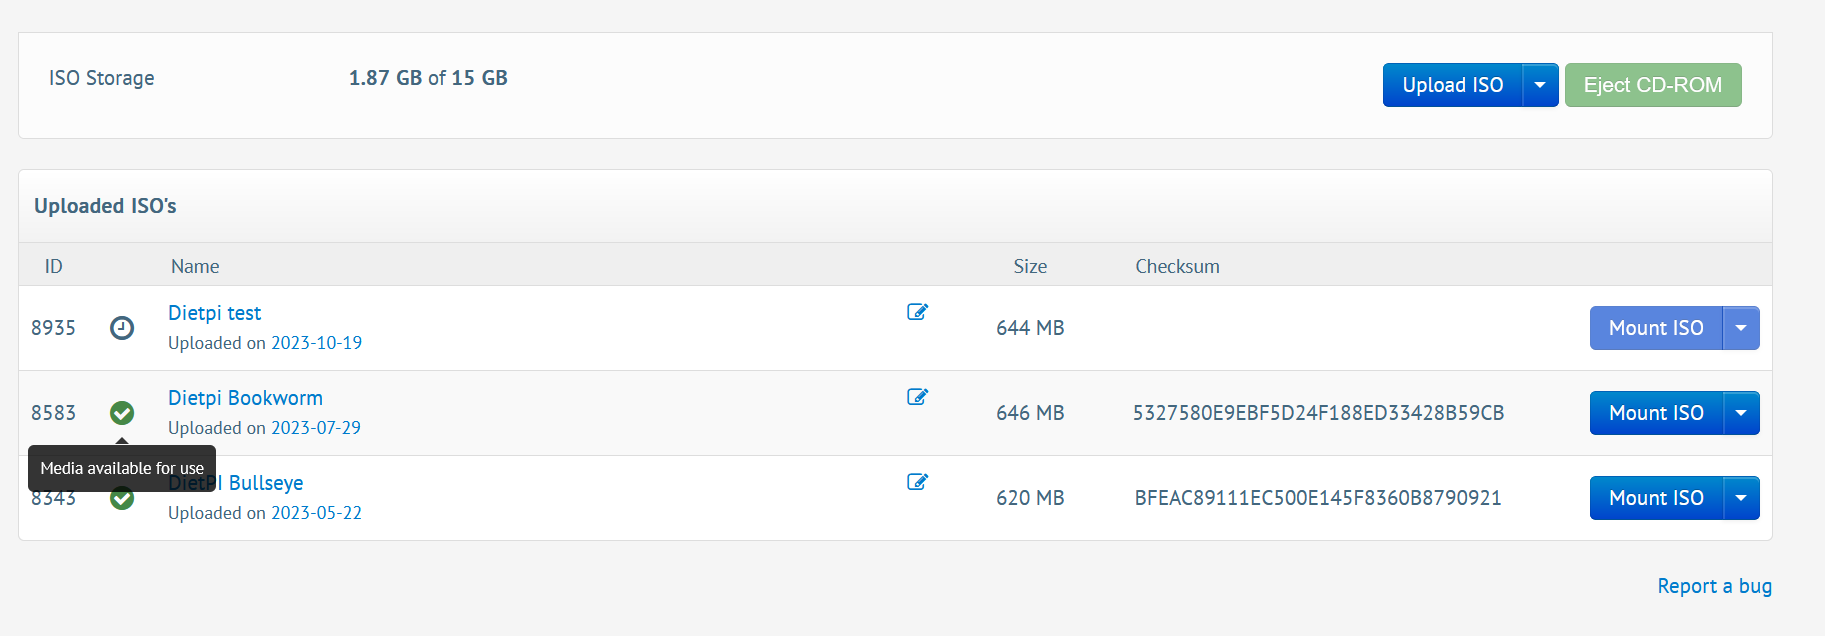 ISO Storage 1.87 GB of 15 GB Upload ISO Eject CD-ROM
Uploaded ISO's
ID Name Size Checksum
8935 Dietpi test 644 MB Mount ISO
Uploaded on 2023-10-19
8583 Dietpi Bookworm 646 MB 5327580E9EBF5D24F188ED33428B59CB Mount ISO
Uploaded on 2023-07-29
Media available for use
8343 DietPI Bullseye 620 MB BFEAC89111EC500E145F8360B8790921 Mount ISO
Uploaded on 2023-05-22
Report a bug